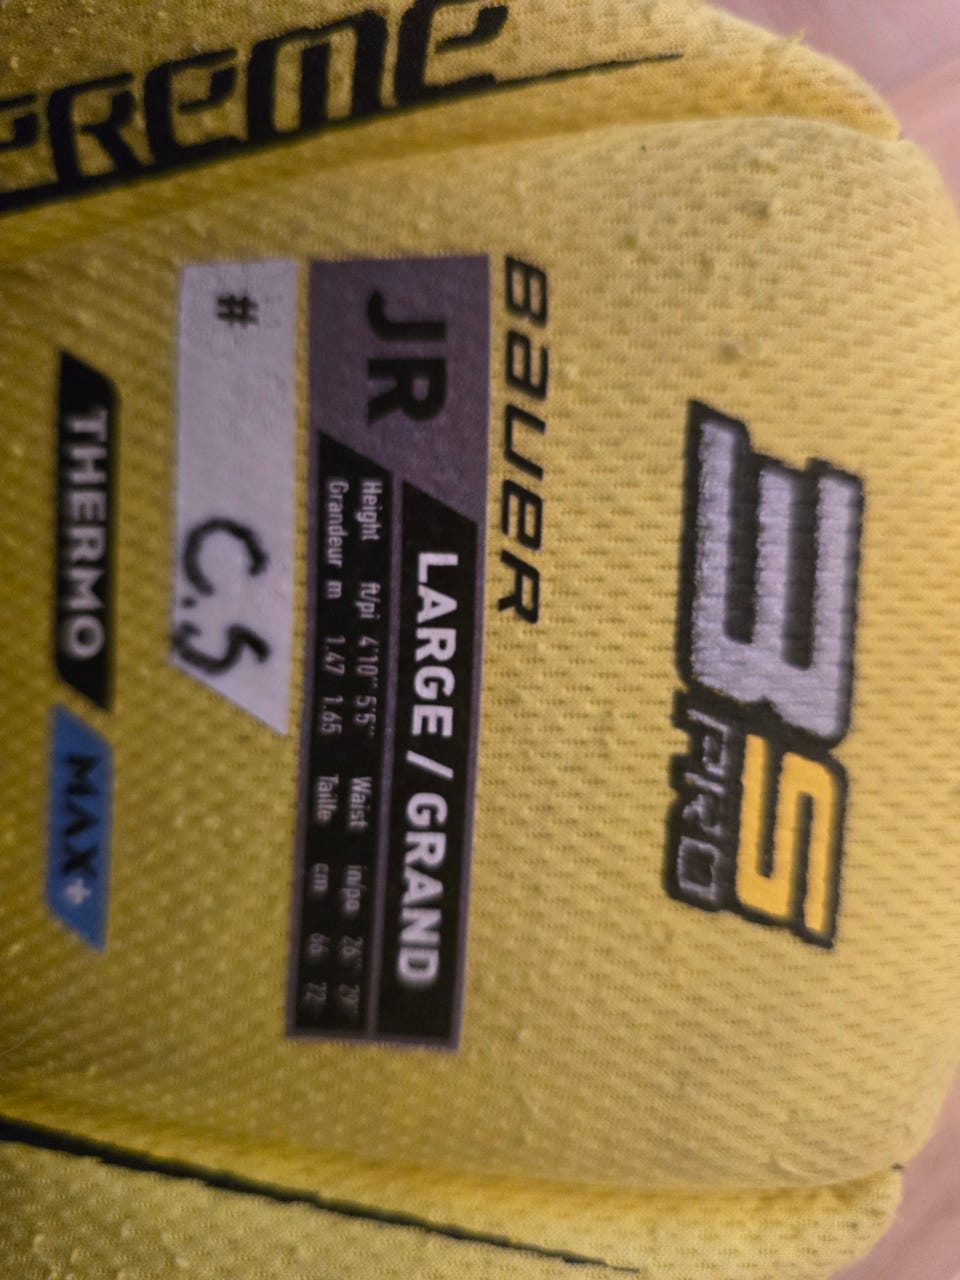 3S
PRO
BAUER
JR LARGE / GRAND
Height ft/pi 4'10" 5'5" Waist in/po 26" 29"
Grandeur m 1.47 1.65 Taille cm 66 72
# C.5
THERMO MAX+
PREME